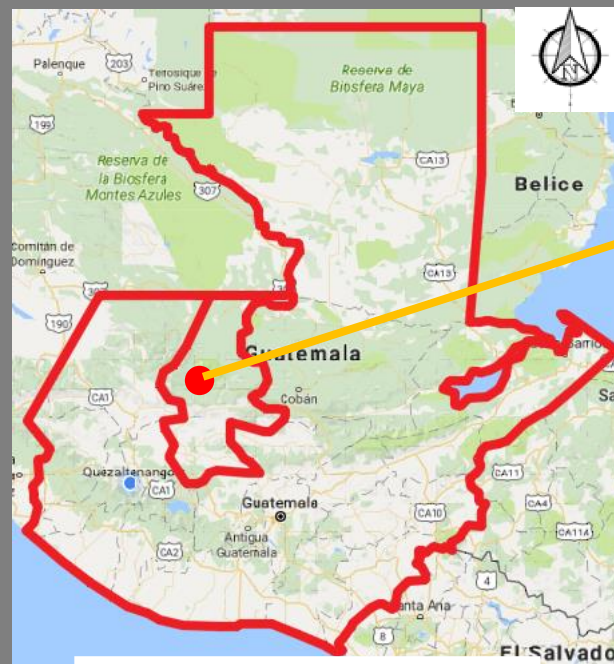 203
Palenque
Tenosique de
Pino Suárez
Reserva de
Biosfera Maya
N
199
CA13
Reserva de
la Biosfera
Montes Azules
307
Belice
Comitán de
Domínguez
CA13
190
Guatemala
CA1
Cobán
Quezaltenango
CA1
CA11
Guatemala
CA10
CA4
Antigua
Guatemala
CA11A
CA2
4
Santa Ana
8
El Salvado